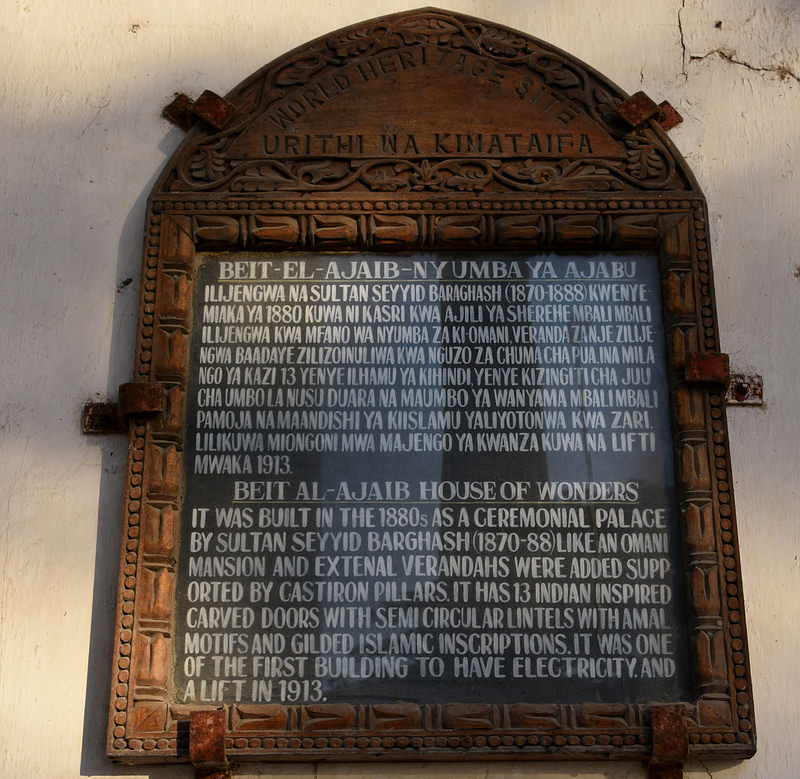 WORLD HERITAGE SITE
URITHI WA KIMATAIFA
BEIT-EL-AJAIB-NYUMBA YA AJABU
ILIJENGWA NA SULTAN SEYYID BARAGHASH (1870-1888) KWENYE-
MIAKA YA 1880 KUWA NI KASRI KWA AJILI YA SHEREHE MBALI MBALI
ILIJENGWA KWA MFANO WA NYUMBA ZA KI-OMANI, VERANDA ZA NJE ZILIJE-
NGWA BAADAYE ZILIZOINULIWA KWA NGUZO ZA CHUMA CHA PUA, INA MILA-
NGO YA KAZI 13 YENYE ILHAMU YA KIHINDI, YENYE KIZINGITI CHA JUU
CHA UMBO LA NUSU DUARA NA MAUMBO YA WANYAMA MBALI MBALI
PAMOJA NA MAANDISHI YA KIISLAMU YALIYOTONWA KWA ZARI.
LILIKUWA MIONGONI MWA MAJENGO YA KWANZA KUWA NA LIFTI
MWAKA 1913.
BEIT AL-AJAIB HOUSE OF WONDERS
IT WAS BUILT IN THE 1880s AS A CEREMONIAL PALACE
BY SULTAN SEYYID BARGHASH (1870-88) LIKE AN OMANI
MANSION AND EXTENAL VERANDAHS WERE ADDED SUPP
ORTED BY CASTIRON PILLARS. IT HAS 13 INDIAN INSPIRED
CARVED DOORS WITH SEMI CIRCULAR LINTELS WITH AMAL
MOTIFS AND GILDED ISLAMIC INSCRIPTIONS. IT WAS ONE
OF THE FIRST BUILDING TO HAVE ELECTRICITY, AND
A LIFT IN 1913.